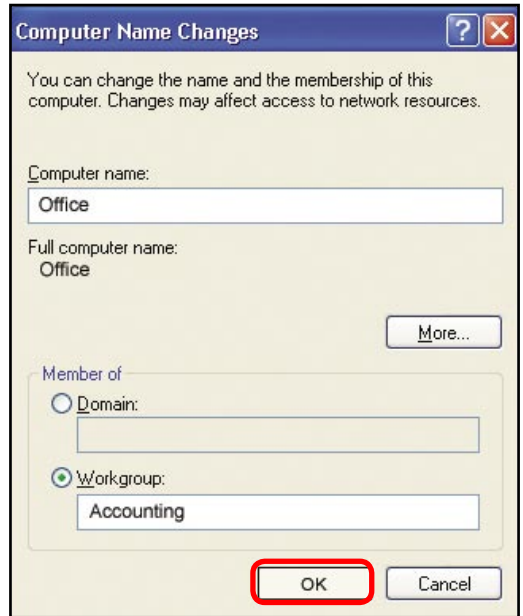 Computer Name Changes
?
You can change the name and the membership of this
computer. Changes may affect access to network resources.
Computer name:
Office
Full computer name:
Office
More...
Member of
Domain:
Workgroup:
Accounting
OK
Cancel